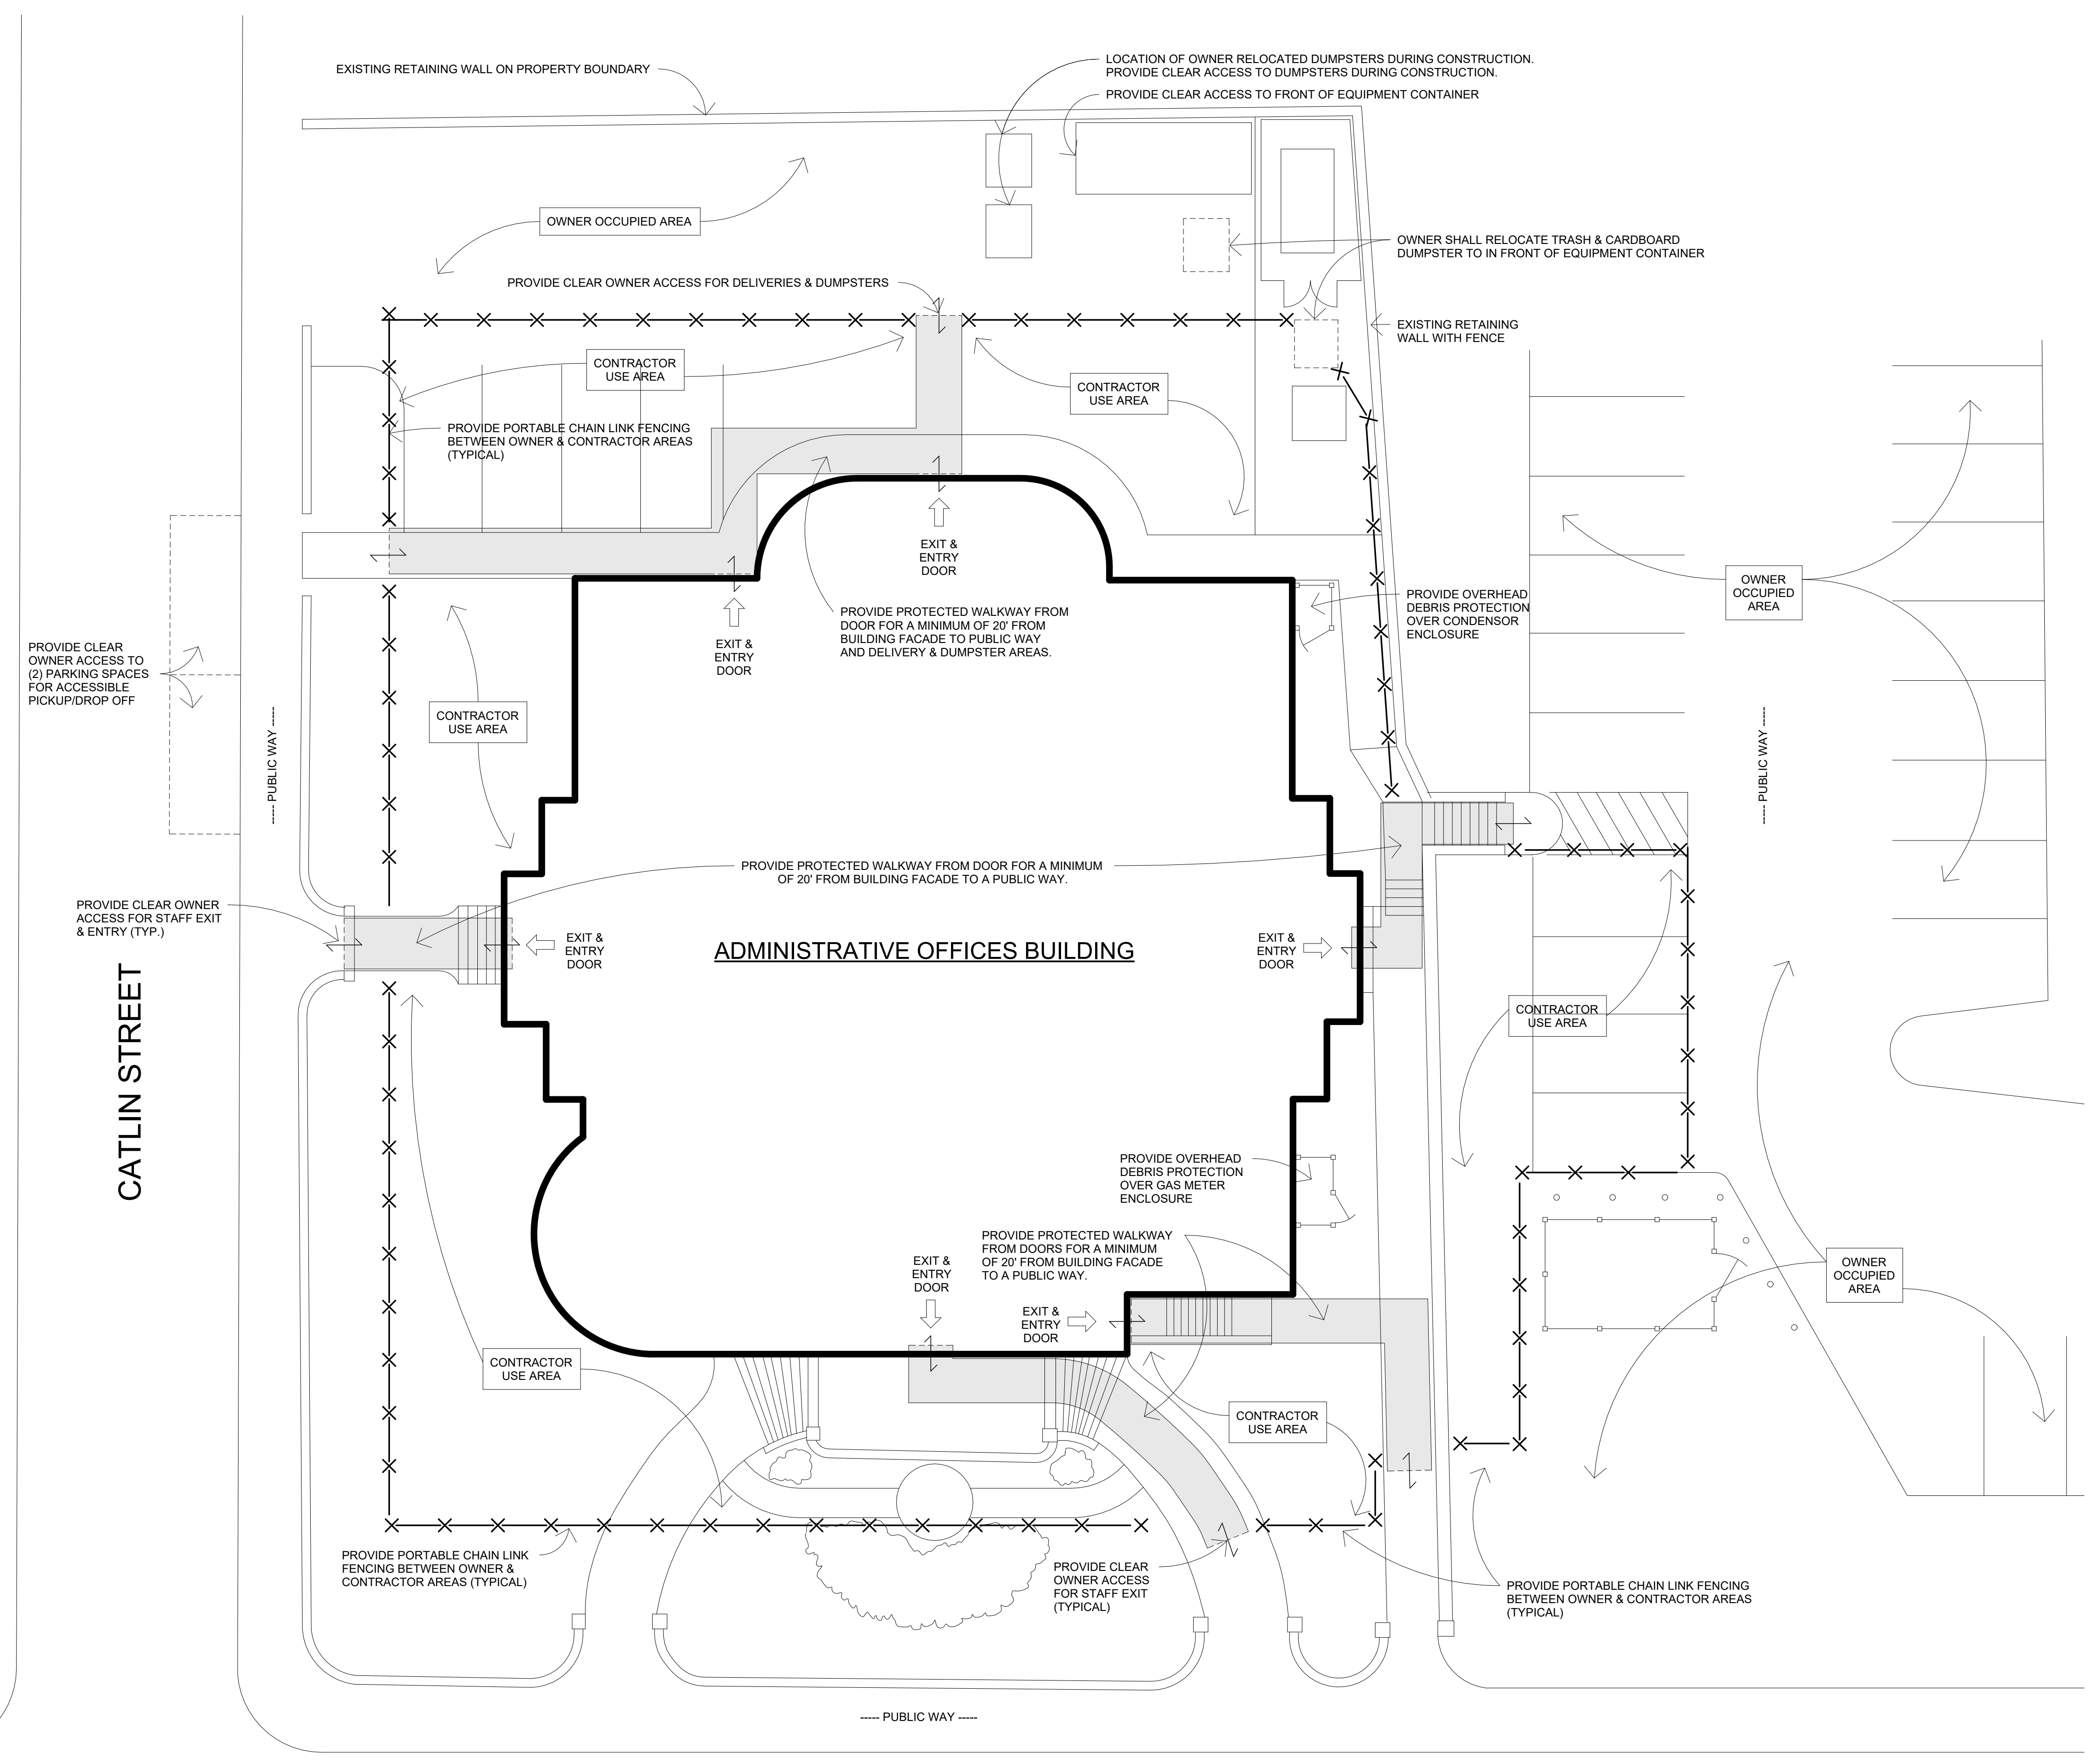 EXISTING RETAINING WALL ON PROPERTY BOUNDARY
LOCATION OF OWNER RELOCATED DUMPSTERS DURING CONSTRUCTION.
PROVIDE CLEAR ACCESS TO DUMPSTERS DURING CONSTRUCTION.
PROVIDE CLEAR ACCESS TO FRONT OF EQUIPMENT CONTAINER
OWNER OCCUPIED AREA
OWNER SHALL RELOCATE TRASH & CARDBOARD
DUMPSTER TO IN FRONT OF EQUIPMENT CONTAINER
PROVIDE CLEAR OWNER ACCESS FOR DELIVERIES & DUMPSTERS
EXISTING RETAINING
WALL WITH FENCE
CONTRACTOR
USE AREA
CONTRACTOR
USE AREA
PROVIDE PORTABLE CHAIN LINK FENCING
BETWEEN OWNER & CONTRACTOR AREAS
(TYPICAL)
EXIT &
ENTRY
DOOR
OWNER
OCCUPIED
AREA
PROVIDE OVERHEAD
DEBRIS PROTECTION
OVER CONDENSOR
ENCLOSURE
PROVIDE PROTECTED WALKWAY FROM
DOOR FOR A MINIMUM OF 20' FROM
BUILDING FACADE TO PUBLIC WAY
AND DELIVERY & DUMPSTER AREAS.
EXIT &
ENTRY
DOOR
PROVIDE CLEAR
OWNER ACCESS TO
(2) PARKING SPACES
FOR ACCESSIBLE
PICKUP/DROP OFF
CONTRACTOR
USE AREA
----- PUBLIC WAY -----
----- PUBLIC WAY -----
PROVIDE PROTECTED WALKWAY FROM DOOR FOR A MINIMUM
OF 20' FROM BUILDING FACADE TO A PUBLIC WAY.
PROVIDE CLEAR OWNER
ACCESS FOR STAFF EXIT
& ENTRY (TYP.)
EXIT &
ENTRY
DOOR
ADMINISTRATIVE OFFICES BUILDING
EXIT &
ENTRY
DOOR
CATLIN STREET
CONTRACTOR
USE AREA
PROVIDE OVERHEAD
DEBRIS PROTECTION
OVER GAS METER
ENCLOSURE
PROVIDE PROTECTED WALKWAY
FROM DOORS FOR A MINIMUM
OF 20' FROM BUILDING FACADE
TO A PUBLIC WAY.
EXIT &
ENTRY
DOOR
EXIT &
ENTRY
DOOR
OWNER
OCCUPIED
AREA
CONTRACTOR
USE AREA
CONTRACTOR
USE AREA
PROVIDE PORTABLE CHAIN LINK
FENCING BETWEEN OWNER &
CONTRACTOR AREAS (TYPICAL)
PROVIDE CLEAR
OWNER ACCESS
FOR STAFF EXIT
(TYPICAL)
PROVIDE PORTABLE CHAIN LINK FENCING
BETWEEN OWNER & CONTRACTOR AREAS
(TYPICAL)
----- PUBLIC WAY -----